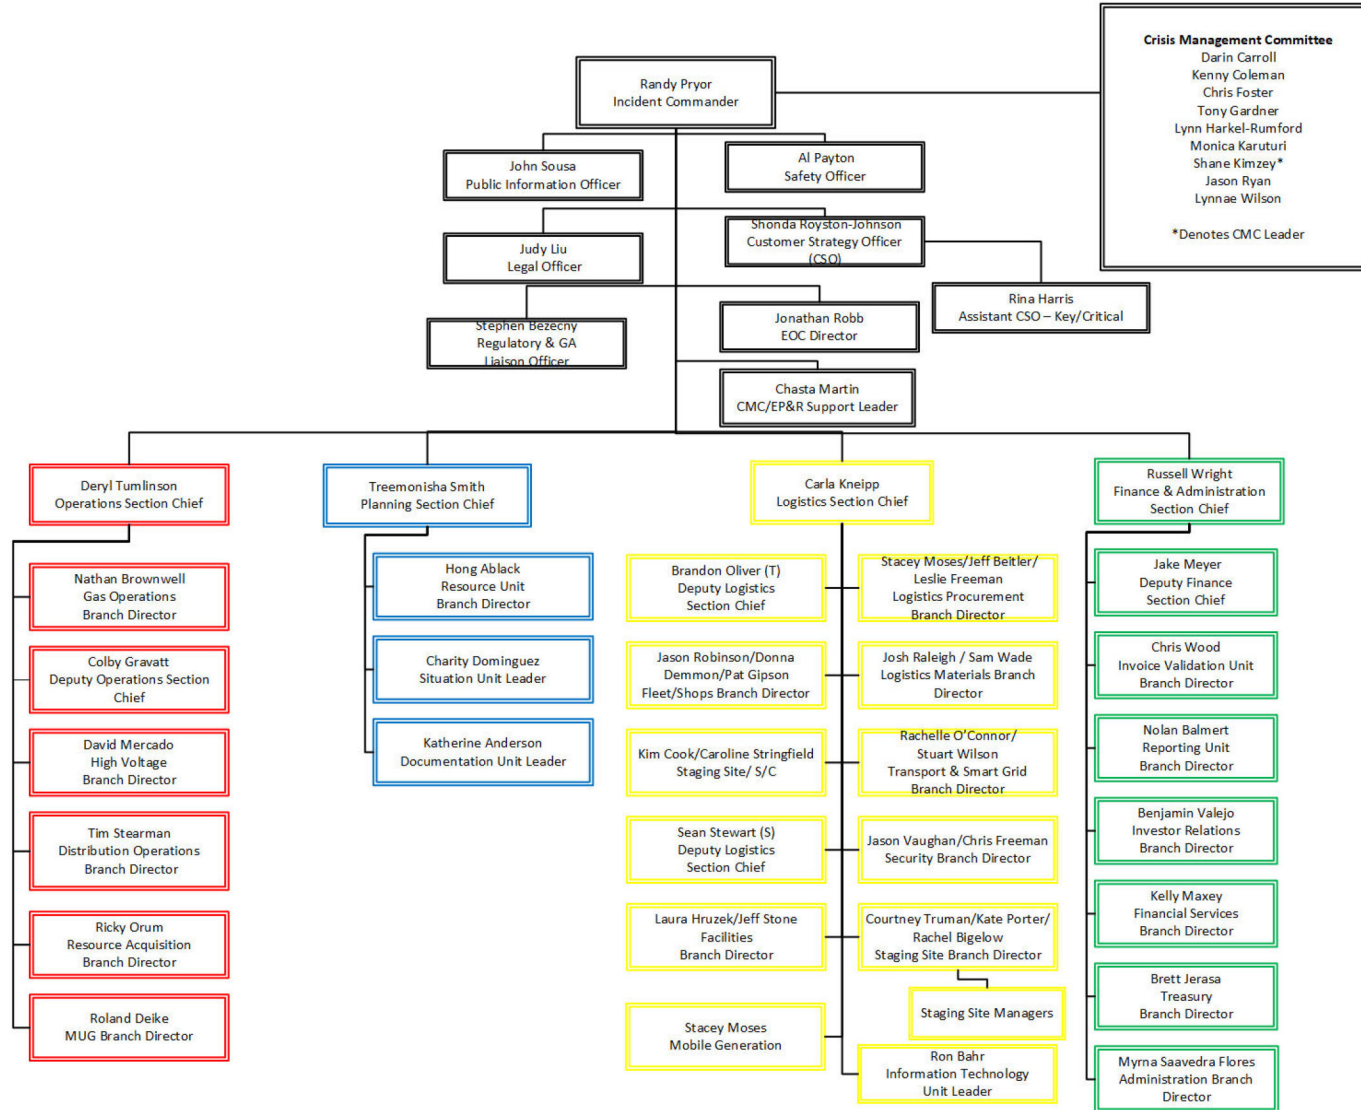 Crisis Management Committee
Darin Carroll
Kenny Coleman
Chris Foster
Tony Gardner
Lynn Harkel-Rumford
Monica Karuturi
Shane Kimzey*
Jason Ryan
Lynnae Wilson
*Denotes CMC Leader
Randy Pryor
Incident Commander
John Sousa
Public Information Officer
Al Payton
Safety Officer
Judy Liu
Legal Officer
Shonda Royston-Johnson
Customer Strategy Officer
(CSO)
Rina Harris
Assistant CSO – Key/Critical
Stephen Bezecny
Regulatory & GA
Liaison Officer
Jonathan Robb
EOC Director
Chasta Martin
CMC/EP&R Support Leader
Deryl Tumlinson
Operations Section Chief
Nathan Brownwell
Gas Operations
Branch Director
Colby Gravatt
Deputy Operations Section
Chief
David Mercado
High Voltage
Branch Director
Tim Stearman
Distribution Operations
Branch Director
Ricky Orum
Resource Acquisition
Branch Director
Roland Deike
MUG Branch Director
Treemonisha Smith
Planning Section Chief
Hong Ablack
Resource Unit
Branch Director
Charity Dominguez
Situation Unit Leader
Katherine Anderson
Documentation Unit Leader
Carla Kneipp
Logistics Section Chief
Brandon Oliver (T)
Deputy Logistics
Section Chief
Stacey Moses/Jeff Beitler/
Leslie Freeman
Logistics Procurement
Branch Director
Jason Robinson/Donna
Demmon/Pat Gipson
Fleet/Shops Branch Director
Josh Raleigh / Sam Wade
Logistics Materials Branch
Director
Kim Cook/Caroline Stringfield
Staging Site/ S/C
Rachelle O’Connor/
Stuart Wilson
Transport & Smart Grid
Branch Director
Sean Stewart (S)
Deputy Logistics
Section Chief
Jason Vaughan/Chris Freeman
Security Branch Director
Laura Hruzek/Jeff Stone
Facilities
Branch Director
Courtney Truman/Kate Porter/
Rachel Bigelow
Staging Site Branch Director
Staging Site Managers
Stacey Moses
Mobile Generation
Ron Bahr
Information Technology
Unit Leader
Russell Wright
Finance & Administration
Section Chief
Jake Meyer
Deputy Finance
Section Chief
Chris Wood
Invoice Validation Unit
Branch Director
Nolan Balmert
Reporting Unit
Branch Director
Benjamin Valejo
Investor Relations
Branch Director
Kelly Maxey
Financial Services
Branch Director
Brett Jerasa
Treasury
Branch Director
Myrna Saavedra Flores
Administration Branch
Director